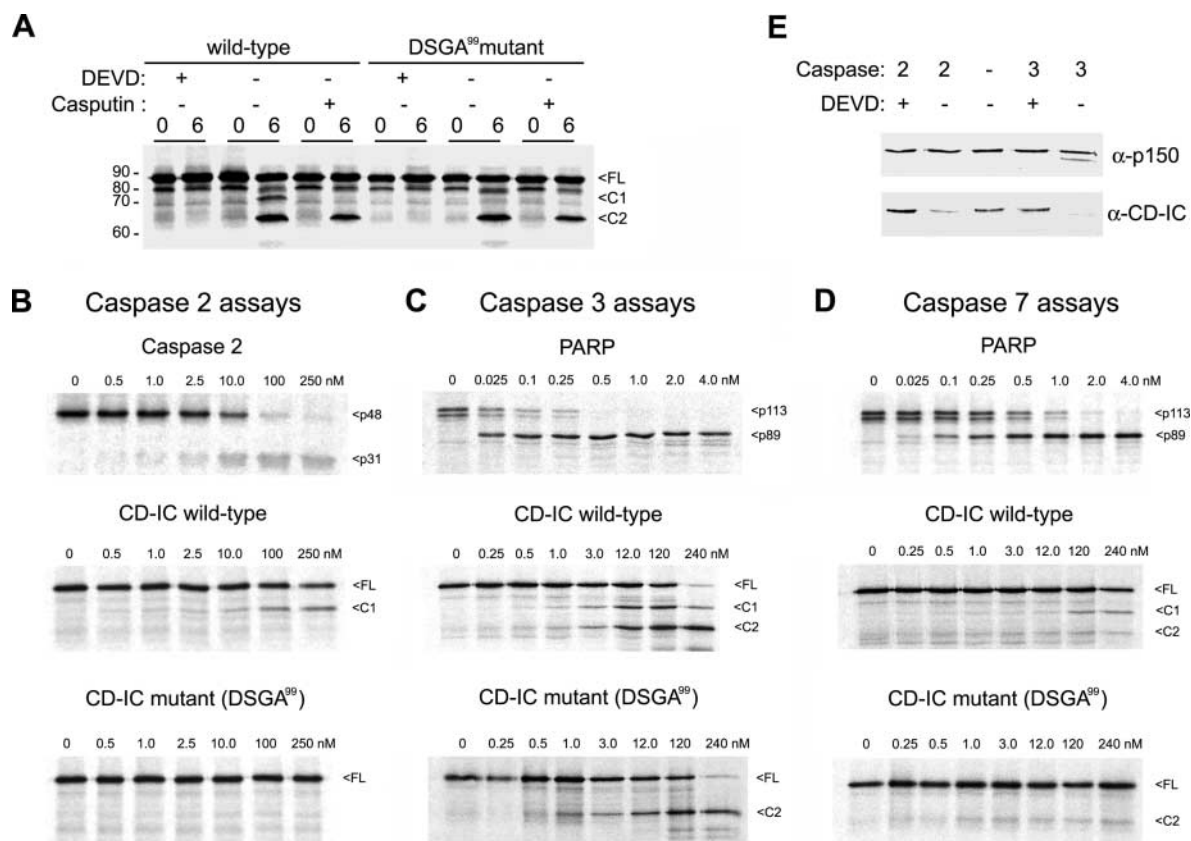 A
wild-type DSGA⁹⁹mutant
DEVD: + - - + - -
Casputin : - - + - - +
0 6 0 6 0 6 0 6 0 6 0 6
90 -
80 -
70 -
60 -
<FL
<C1
<C2
E
Caspase: 2 2 - 3 3
DEVD: + - - + -
α-p150
α-CD-IC
B Caspase 2 assays
Caspase 2
0 0.5 1.0 2.5 10.0 100 250 nM
<p48
<p31
CD-IC wild-type
0 0.5 1.0 2.5 10.0 100 250 nM
<FL
<C1
CD-IC mutant (DSGA⁹⁹)
0 0.5 1.0 2.5 10.0 100 250 nM
<FL
C Caspase 3 assays
PARP
0 0.025 0.1 0.25 0.5 1.0 2.0 4.0 nM
<p113
<p89
CD-IC wild-type
0 0.25 0.5 1.0 3.0 12.0 120 240 nM
<FL
<C1
<C2
CD-IC mutant (DSGA⁹⁹)
0 0.25 0.5 1.0 3.0 12.0 120 240 nM
<FL
<C2
D Caspase 7 assays
PARP
0 0.025 0.1 0.25 0.5 1.0 2.0 4.0 nM
<p113
<p89
CD-IC wild-type
0 0.25 0.5 1.0 3.0 12.0 120 240 nM
<FL
<C1
<C2
CD-IC mutant (DSGA⁹⁹)
0 0.25 0.5 1.0 3.0 12.0 120 240 nM
<FL
<C2